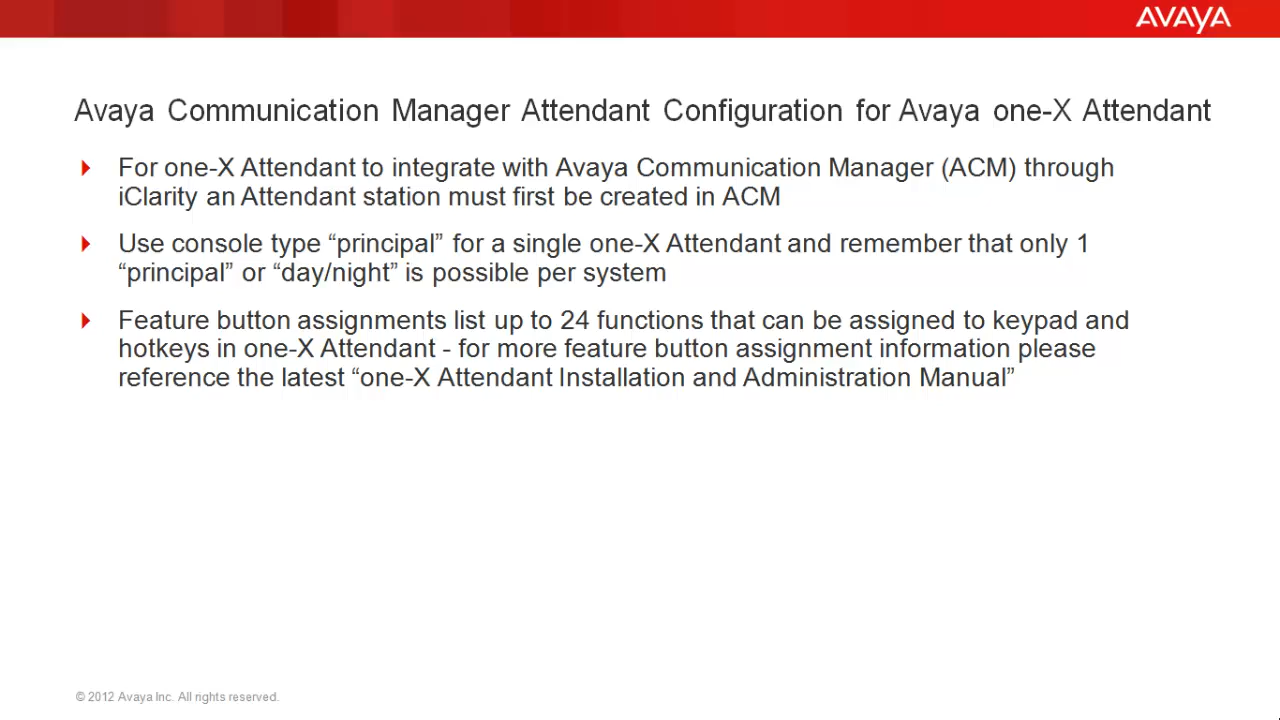 AVAYA
Avaya Communication Manager Attendant Configuration for Avaya one-X Attendant
For one-X Attendant to integrate with Avaya Communication Manager (ACM) through
iClarity an Attendant station must first be created in ACM
Use console type “principal” for a single one-X Attendant and remember that only 1
“principal” or “day/night” is possible per system
Feature button assignments list up to 24 functions that can be assigned to keypad and
hotkeys in one-X Attendant - for more feature button assignment information please
reference the latest “one-X Attendant Installation and Administration Manual”
© 2012 Avaya Inc. All rights reserved.